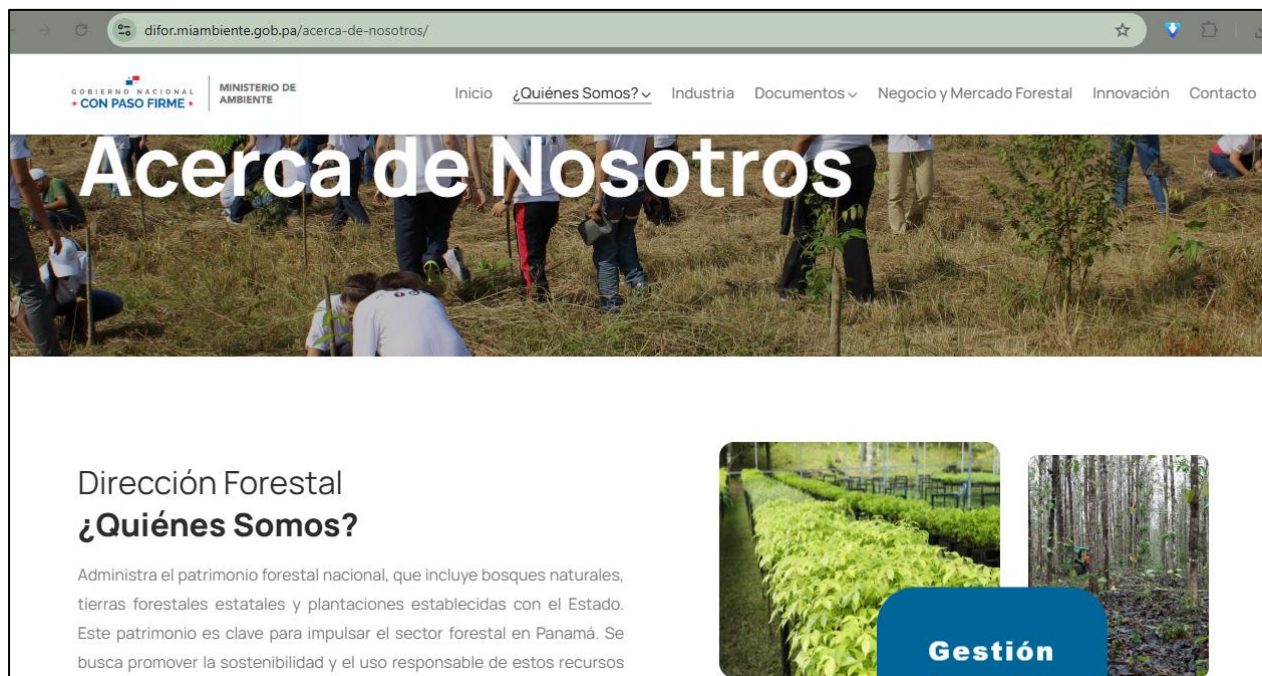 difor.miambiente.gob.pa/acerca-de-nosotros/
GOBIERNO NACIONAL
★ CON PASO FIRME ★
MINISTERIO DE
AMBIENTE
Inicio ¿Quiénes Somos? Industria Documentos Negocio y Mercado Forestal Innovación Contacto
Acerca de Nosotros
Dirección Forestal
¿Quiénes Somos?
Administra el patrimonio forestal nacional, que incluye bosques naturales,
tierras forestales estatales y plantaciones establecidas con el Estado.
Este patrimonio es clave para impulsar el sector forestal en Panamá. Se
busca promover la sostenibilidad y el uso responsable de estos recursos
Gestión